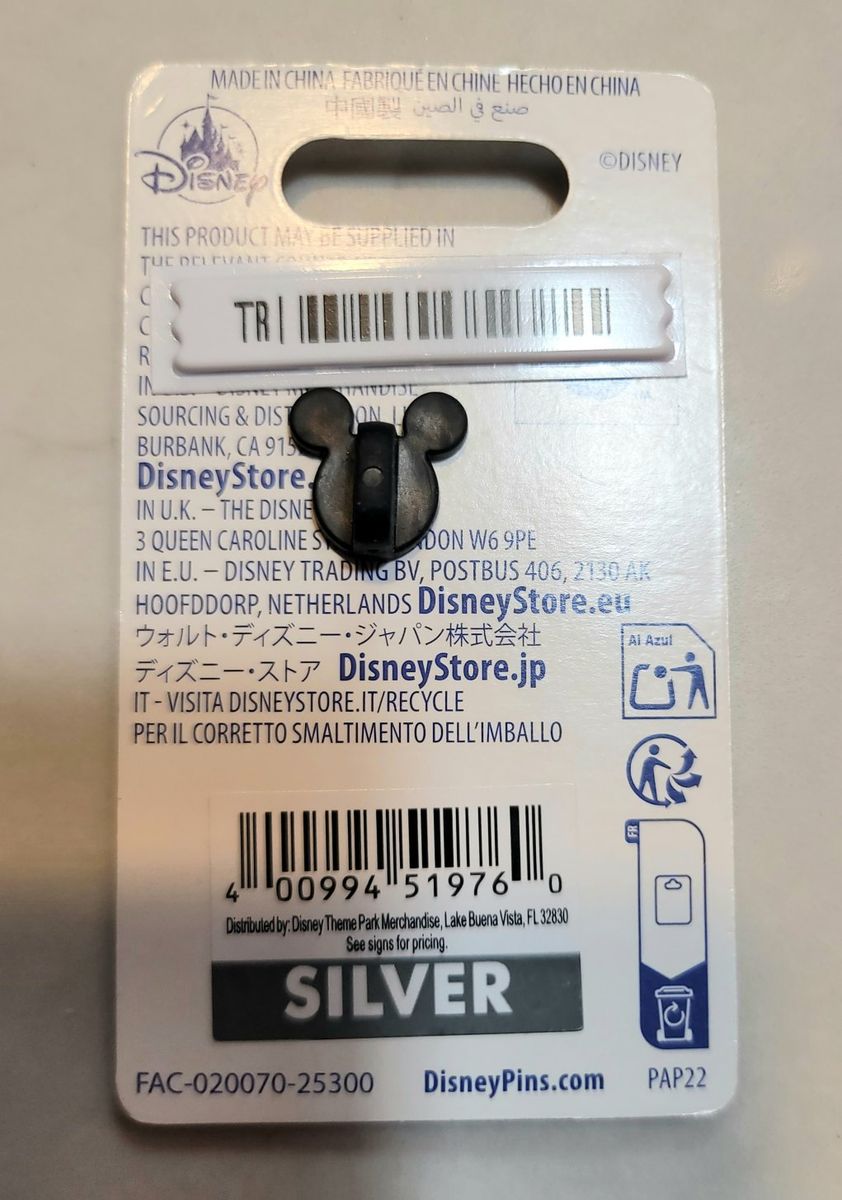 MADE IN CHINA FABRIQUÉ EN CHINE HECHO EN CHINA
中國製 صنع في الصين
DISNEY
©DISNEY
THIS PRODUCT MAY BE SUPPLIED IN
THE RELEVANT
TR
SOURCING &
BURBANK, CA
DisneyStore.
IN U.K. – THE
3 QUEEN CAROLINE W6 9PE
IN E.U. – DISNEY TRADING BV, POSTBUS 406, 2130 AK
HOOFDDORP, NETHERLANDS DisneyStore.eu
ウォルト・ディズニー・ジャパン株式会社
ディズニー・ストア DisneyStore.jp
IT - VISITA DISNEYSTORE.IT/RECYCLE
PER IL CORRETTO SMALTIMENTO DELL'IMBALLO
Al Azul
FR
4 00994 51976 0
Distributed by: Disney Theme Park Merchandise, Lake Buena Vista, FL 32830
See signs for pricing.
SILVER
FAC-020070-25300 DisneyPins.com PAP22